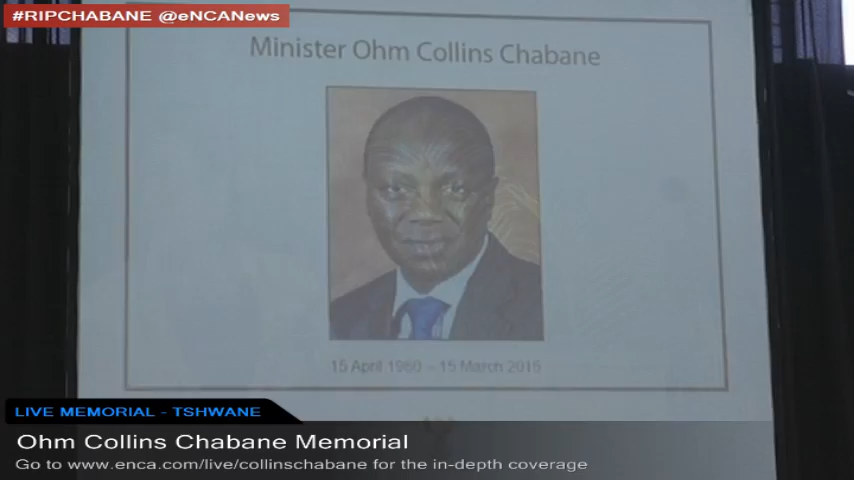 #RIPCHABANE @eNCANews
Minister Ohm Collins Chabane
15 April 1960 – 15 March 2015
LIVE MEMORIAL - TSHWANE
Ohm Collins Chabane Memorial
Go to www.enca.com/live/collinschabane for the in-depth coverage